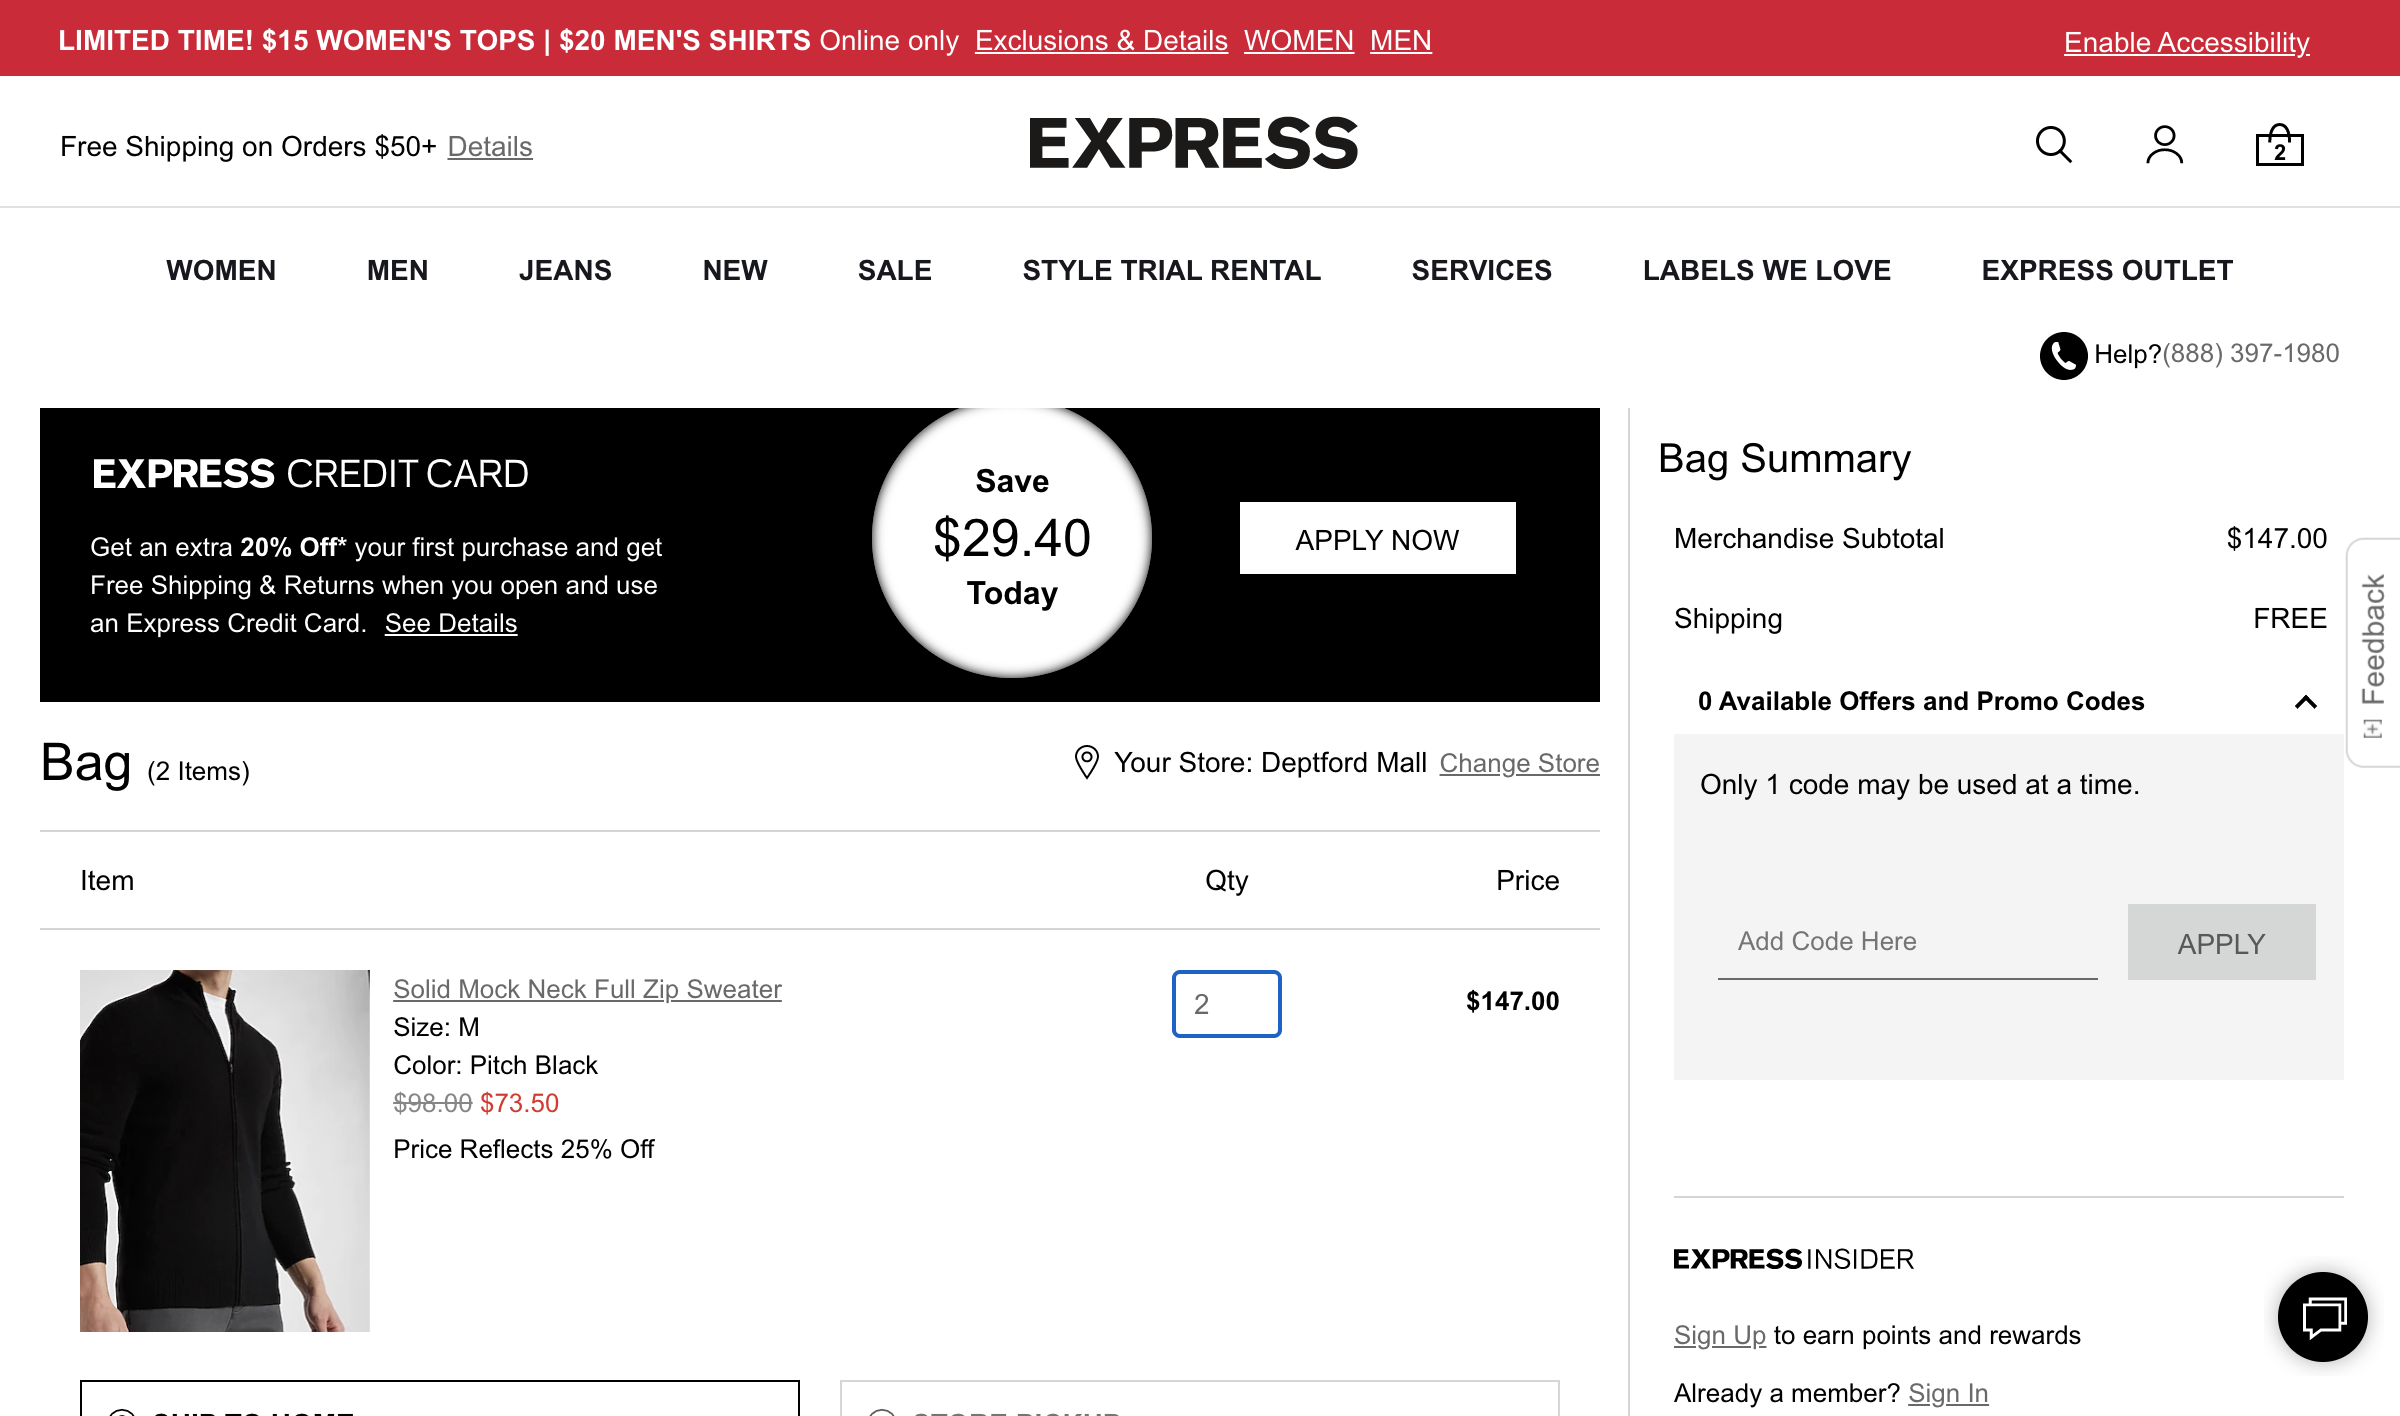 LIMITED TIME! $15 WOMEN'S TOPS | $20 MEN'S SHIRTS Online only Exclusions & Details WOMEN MEN
Enable Accessibility
Free Shipping on Orders $50+ Details
EXPRESS
2
WOMEN MEN JEANS NEW SALE STYLE TRIAL RENTAL SERVICES LABELS WE LOVE EXPRESS OUTLET
Help?(888) 397-1980
EXPRESS CREDIT CARD
Get an extra 20% Off* your first purchase and get
Free Shipping & Returns when you open and use
an Express Credit Card. See Details
Save
$29.40
Today
APPLY NOW
Bag (2 Items)
Your Store: Deptford Mall Change Store
Item Qty Price
Solid Mock Neck Full Zip Sweater
Size: M
Color: Pitch Black
$98.00 $73.50
Price Reflects 25% Off
2
$147.00
SHIP TO HOME
STORE PICKUP
Bag Summary
Merchandise Subtotal $147.00
Shipping FREE
0 Available Offers and Promo Codes
Only 1 code may be used at a time.
Add Code Here
APPLY
EXPRESS INSIDER
Sign Up to earn points and rewards
Already a member? Sign In
[+] Feedback